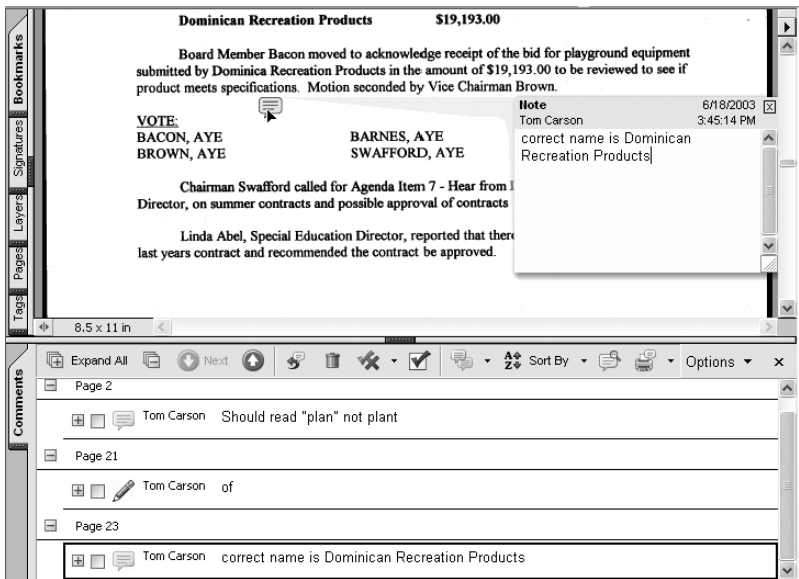 Dominican Recreation Products $19,193.00
Board Member Bacon moved to acknowledge receipt of the bid for playground equipment
submitted by Dominica Recreation Products in the amount of $19,193.00 to be reviewed to see if
product meets specifications. Motion seconded by Vice Chairman Brown.
VOTE:
BACON, AYE BARNES, AYE
BROWN, AYE SWAFFORD, AYE
Chairman Swafford called for Agenda Item 7 - Hear from
Director, on summer contracts and possible approval of contracts
Linda Abel, Special Education Director, reported that there
last years contract and recommended the contract be approved.
Note 6/18/2003
Tom Carson 3:45:14 PM
correct name is Dominican
Recreation Products
Bookmarks
Signatures
Layers
Pages
Tags
8.5 x 11 in
Comments
Expand All Next Sort By Options
Page 2
Tom Carson Should read "plan" not plant
Page 21
Tom Carson of
Page 23
Tom Carson correct name is Dominican Recreation Products